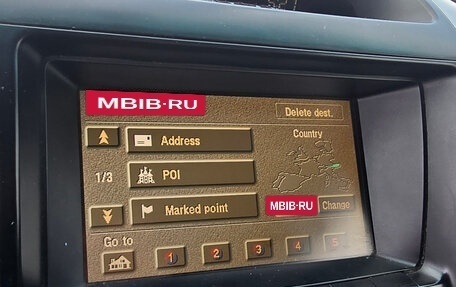 MBIB·RU
Delete dest.
Address
Country
1/3
POI
Marked point
MBIB·RU
Change
Go to
1 2 3 4 5